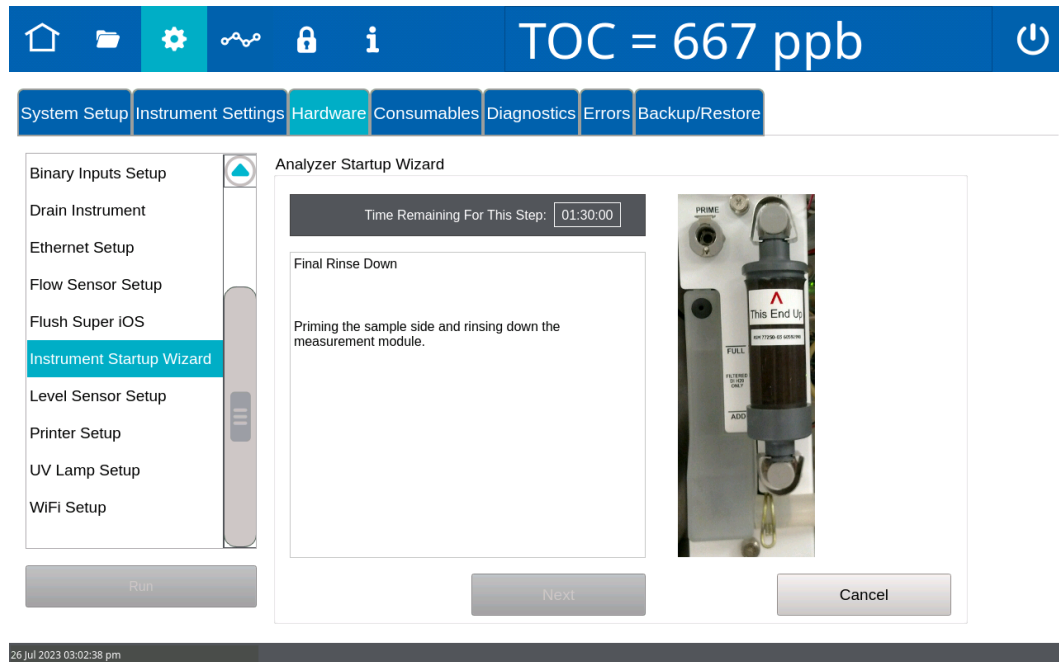 TOC = 667 ppb
System Setup Instrument Settings Hardware Consumables Diagnostics Errors Backup/Restore
Binary Inputs Setup
Drain Instrument
Ethernet Setup
Flow Sensor Setup
Flush Super iOS
Instrument Startup Wizard
Level Sensor Setup
Printer Setup
UV Lamp Setup
WiFi Setup
Run
Analyzer Startup Wizard
Time Remaining For This Step: 01:30:00
Final Rinse Down
Priming the sample side and rinsing down the
measurement module.
PRIME
This End Up
FULL
FILTERED
DI H2O
ONLY
ADD
Next
Cancel
26 Jul 2023 03:02:38 pm